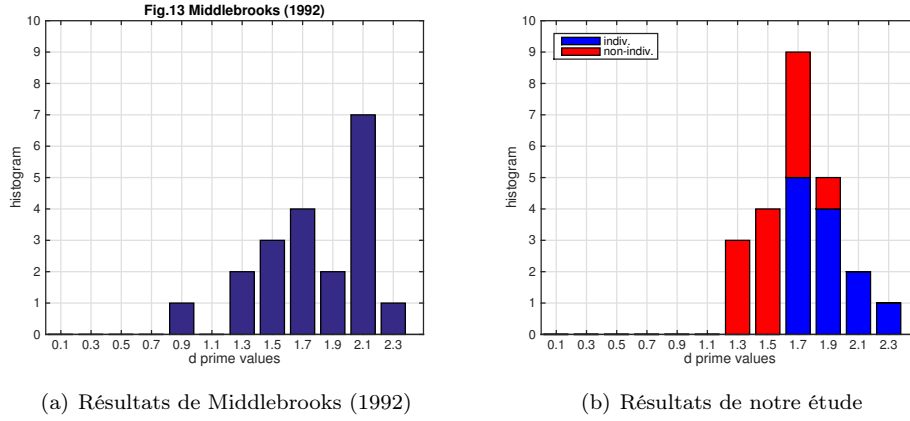 Fig.13 Middlebrooks (1992)
histogram
10
9
8
7
6
5
4
3
2
1
0
0.1 0.3 0.5 0.7 0.9 1.1 1.3 1.5 1.7 1.9 2.1 2.3
d prime values
(a) Résultats de Middlebrooks (1992)
indiv.
non-indiv.
histogram
10
9
8
7
6
5
4
3
2
1
0
0.1 0.3 0.5 0.7 0.9 1.1 1.3 1.5 1.7 1.9 2.1 2.3
d prime values
(b) Résultats de notre étude